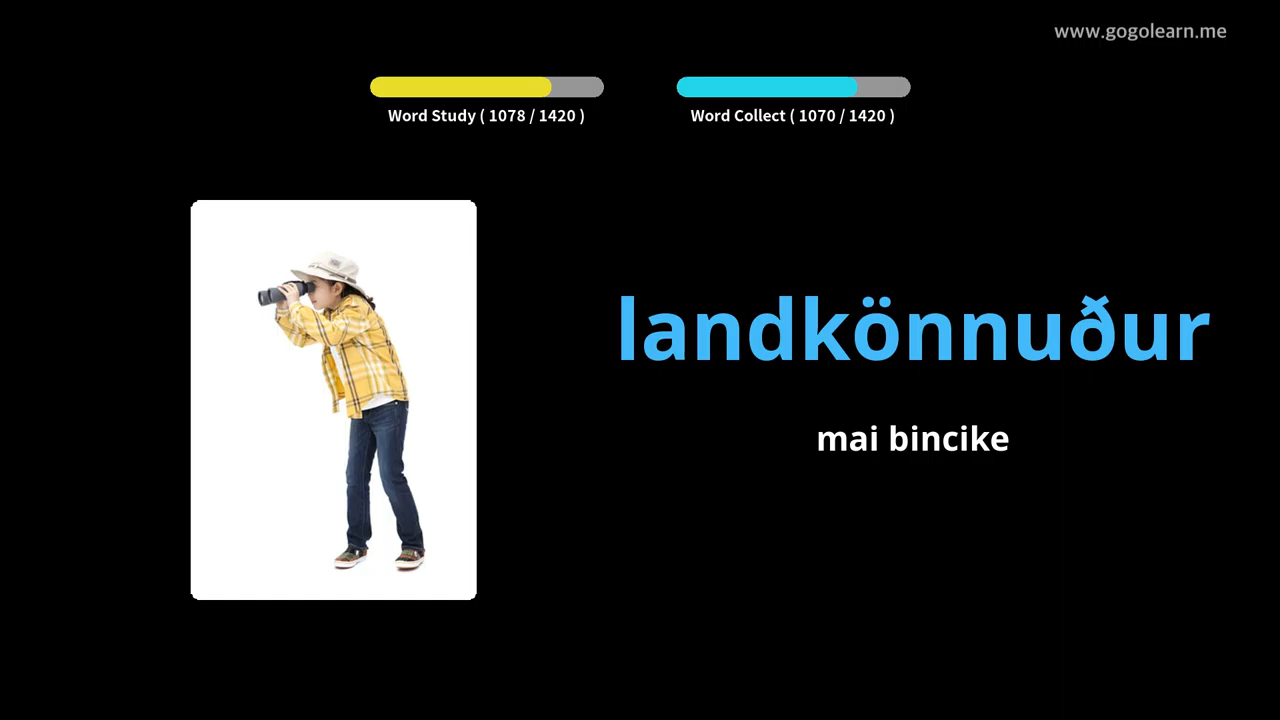 www.gogolearn.me
Word Study ( 1078 / 1420 )
Word Collect ( 1070 / 1420 )
landkönnuður
mai bincike